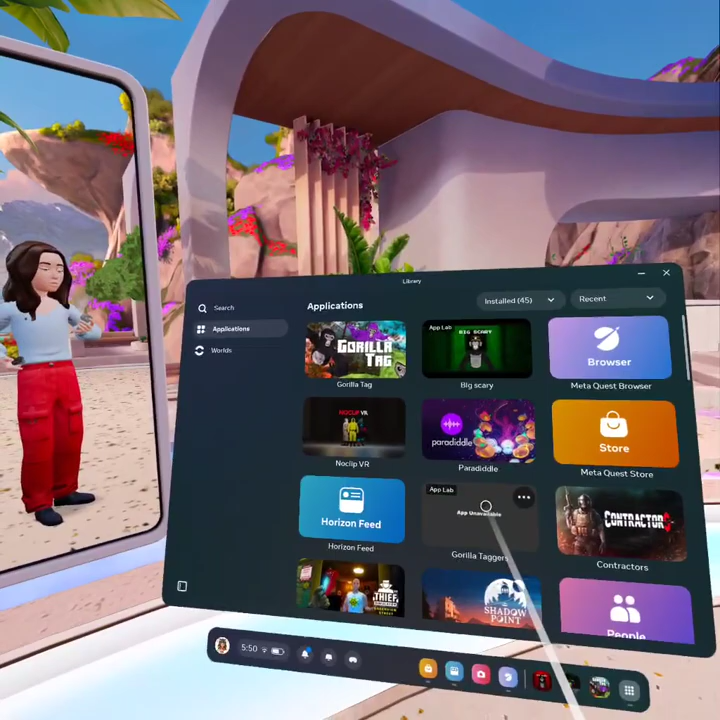 Library
Search
Applications
Worlds
Applications
Installed (45)
Recent
GORILLA TAG
Gorilla Tag
App Lab
BIG SCARY
Big scary
Browser
Meta Quest Browser
NOCLIP VR
Noclip VR
paradiddle
Paradiddle
Store
Meta Quest Store
Horizon Feed
Horizon Feed
App Lab
App Unavailable
Gorilla Taggers
CONTRACTOR
Contractors
THIEF
SIMULATOR
SHADOW
POINT
People
5:50